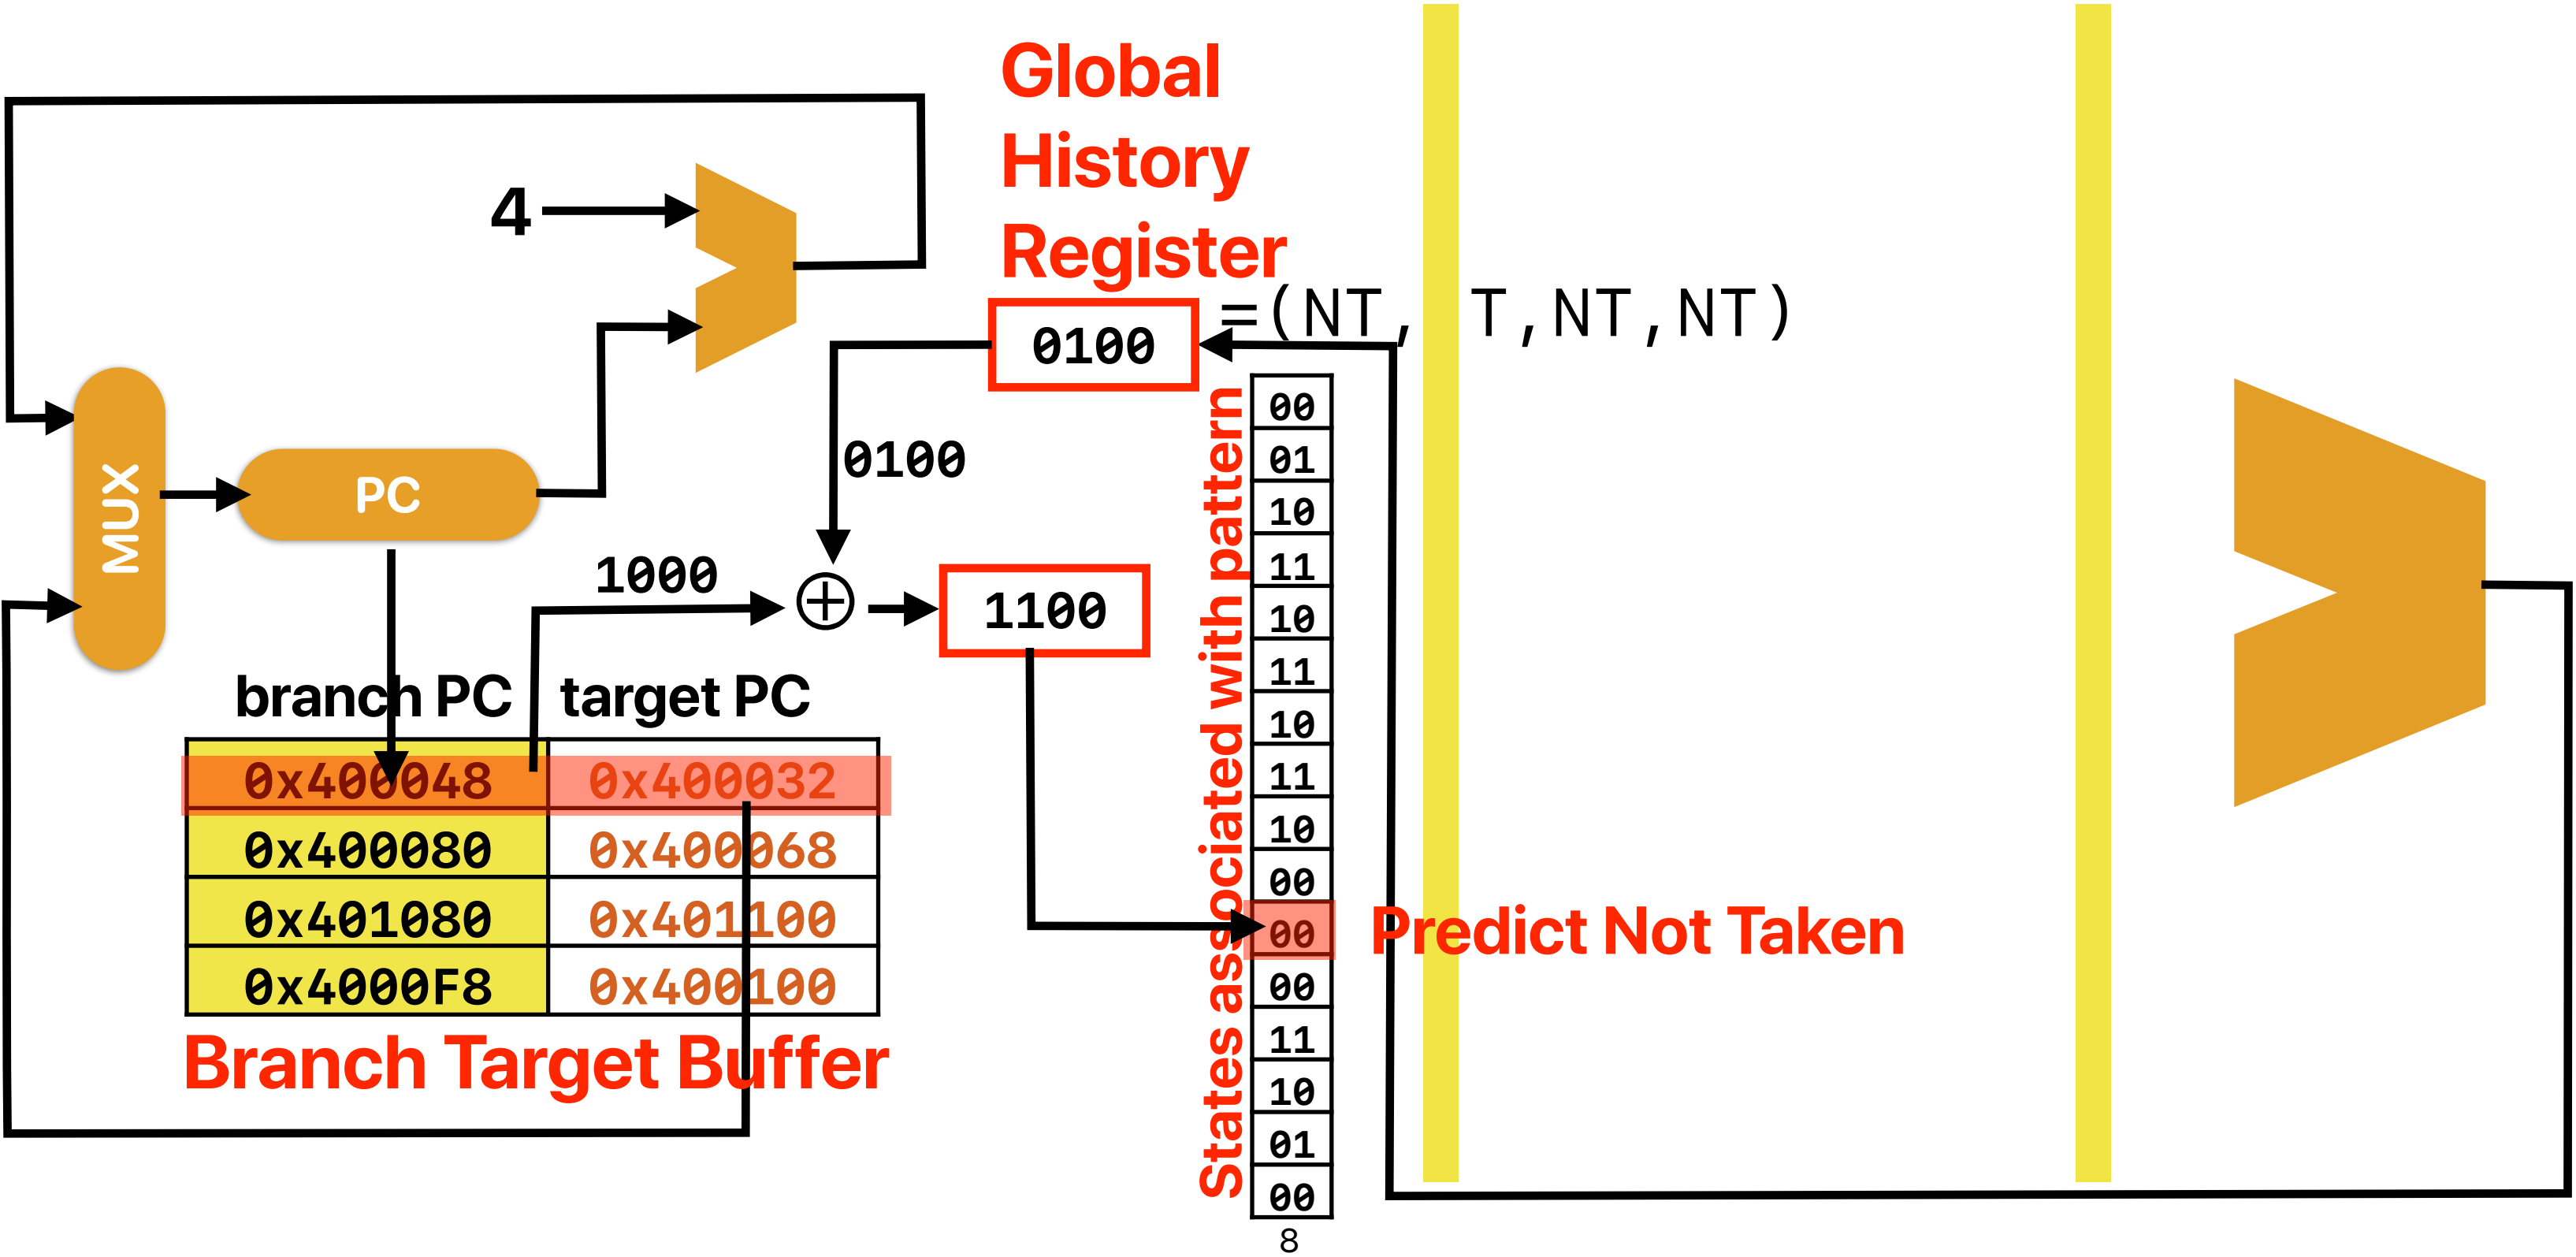 Global
History
Register
4
=(NT, T,NT,NT)
0100
0100
MUX
PC
1000
1100
branch PC target PC
0x400048 0x400032
0x400080 0x400068
0x401080 0x401100
0x4000F8 0x400100
Branch Target Buffer
States associated with pattern
00
01
10
11
10
11
10
11
10
00
00
00
11
10
01
00
Predict Not Taken
8